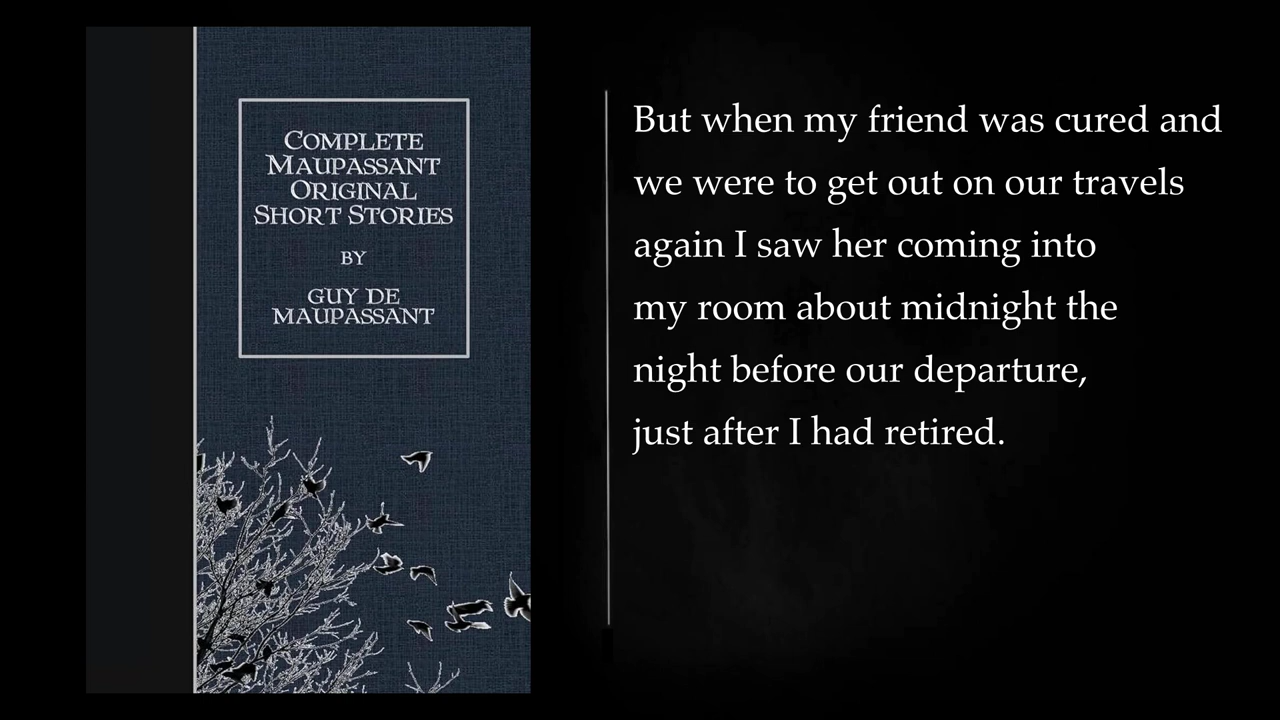 COMPLETE
MAUPASSANT
ORIGINAL
SHORT STORIES
BY
GUY DE
MAUPASSANT
But when my friend was cured and
we were to get out on our travels
again I saw her coming into
my room about midnight the
night before our departure,
just after I had retired.